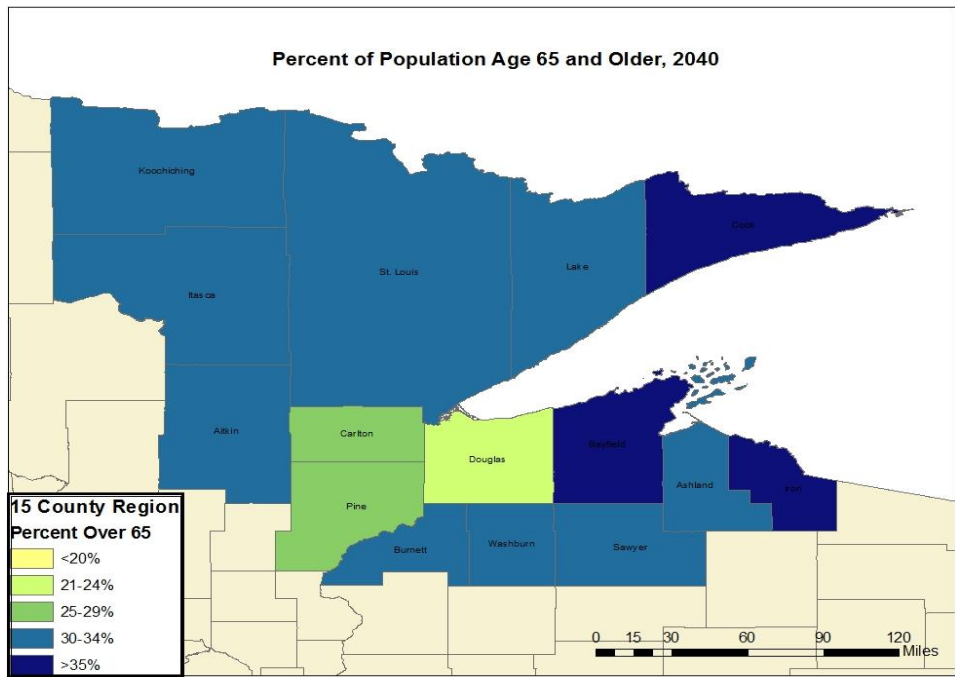 Percent of Population Age 65 and Older, 2040
Koochiching
Cook
St. Louis
Lake
Itasca
Aitkin
Carlton
Bayfield
Douglas
Ashland
Iron
Pine
Burnett
Washburn
Sawyer
15 County Region
Percent Over 65
<20%
21-24%
25-29%
30-34%
>35%
0 15 30 60 90 120
Miles